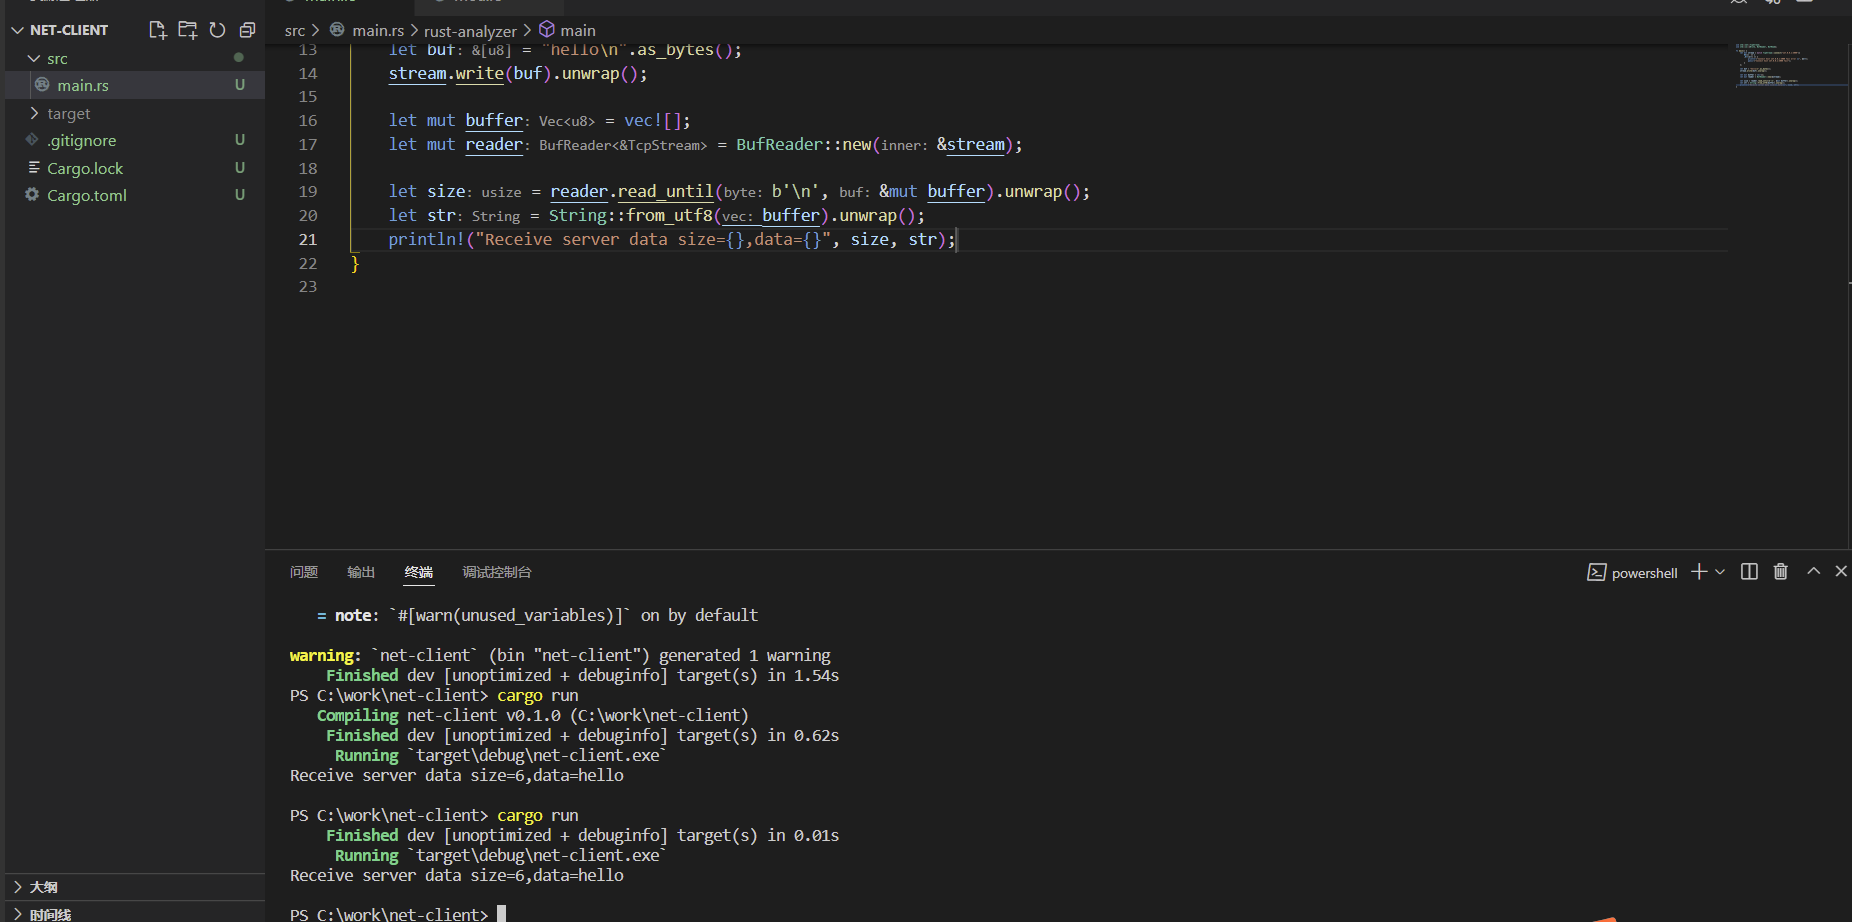 NET-CLIENT
src
main.rs U
target
.gitignore U
Cargo.lock U
Cargo.toml U
大纲
时间线
src > main.rs > rust-analyzer > main
13 let buf: &[u8] = "hello\n".as_bytes();
14 stream.write(buf).unwrap();
15
16 let mut buffer: Vec<u8> = vec![];
17 let mut reader: BufReader<&TcpStream> = BufReader::new(inner: &stream);
18
19 let size: usize = reader.read_until(byte: b'\n', buf: &mut buffer).unwrap();
20 let str: String = String::from_utf8(vec: buffer).unwrap();
21 println!("Receive server data size={},data={}", size, str);
22 }
23
问题 输出 终端 调试控制台 powershell
= note: `#[warn(unused_variables)]` on by default
warning: `net-client` (bin "net-client") generated 1 warning
Finished dev [unoptimized + debuginfo] target(s) in 1.54s
PS C:\work\net-client> cargo run
Compiling net-client v0.1.0 (C:\work\net-client)
Finished dev [unoptimized + debuginfo] target(s) in 0.62s
Running `target\debug\net-client.exe`
Receive server data size=6,data=hello
PS C:\work\net-client> cargo run
Finished dev [unoptimized + debuginfo] target(s) in 0.01s
Running `target\debug\net-client.exe`
Receive server data size=6,data=hello
PS C:\work\net-client>